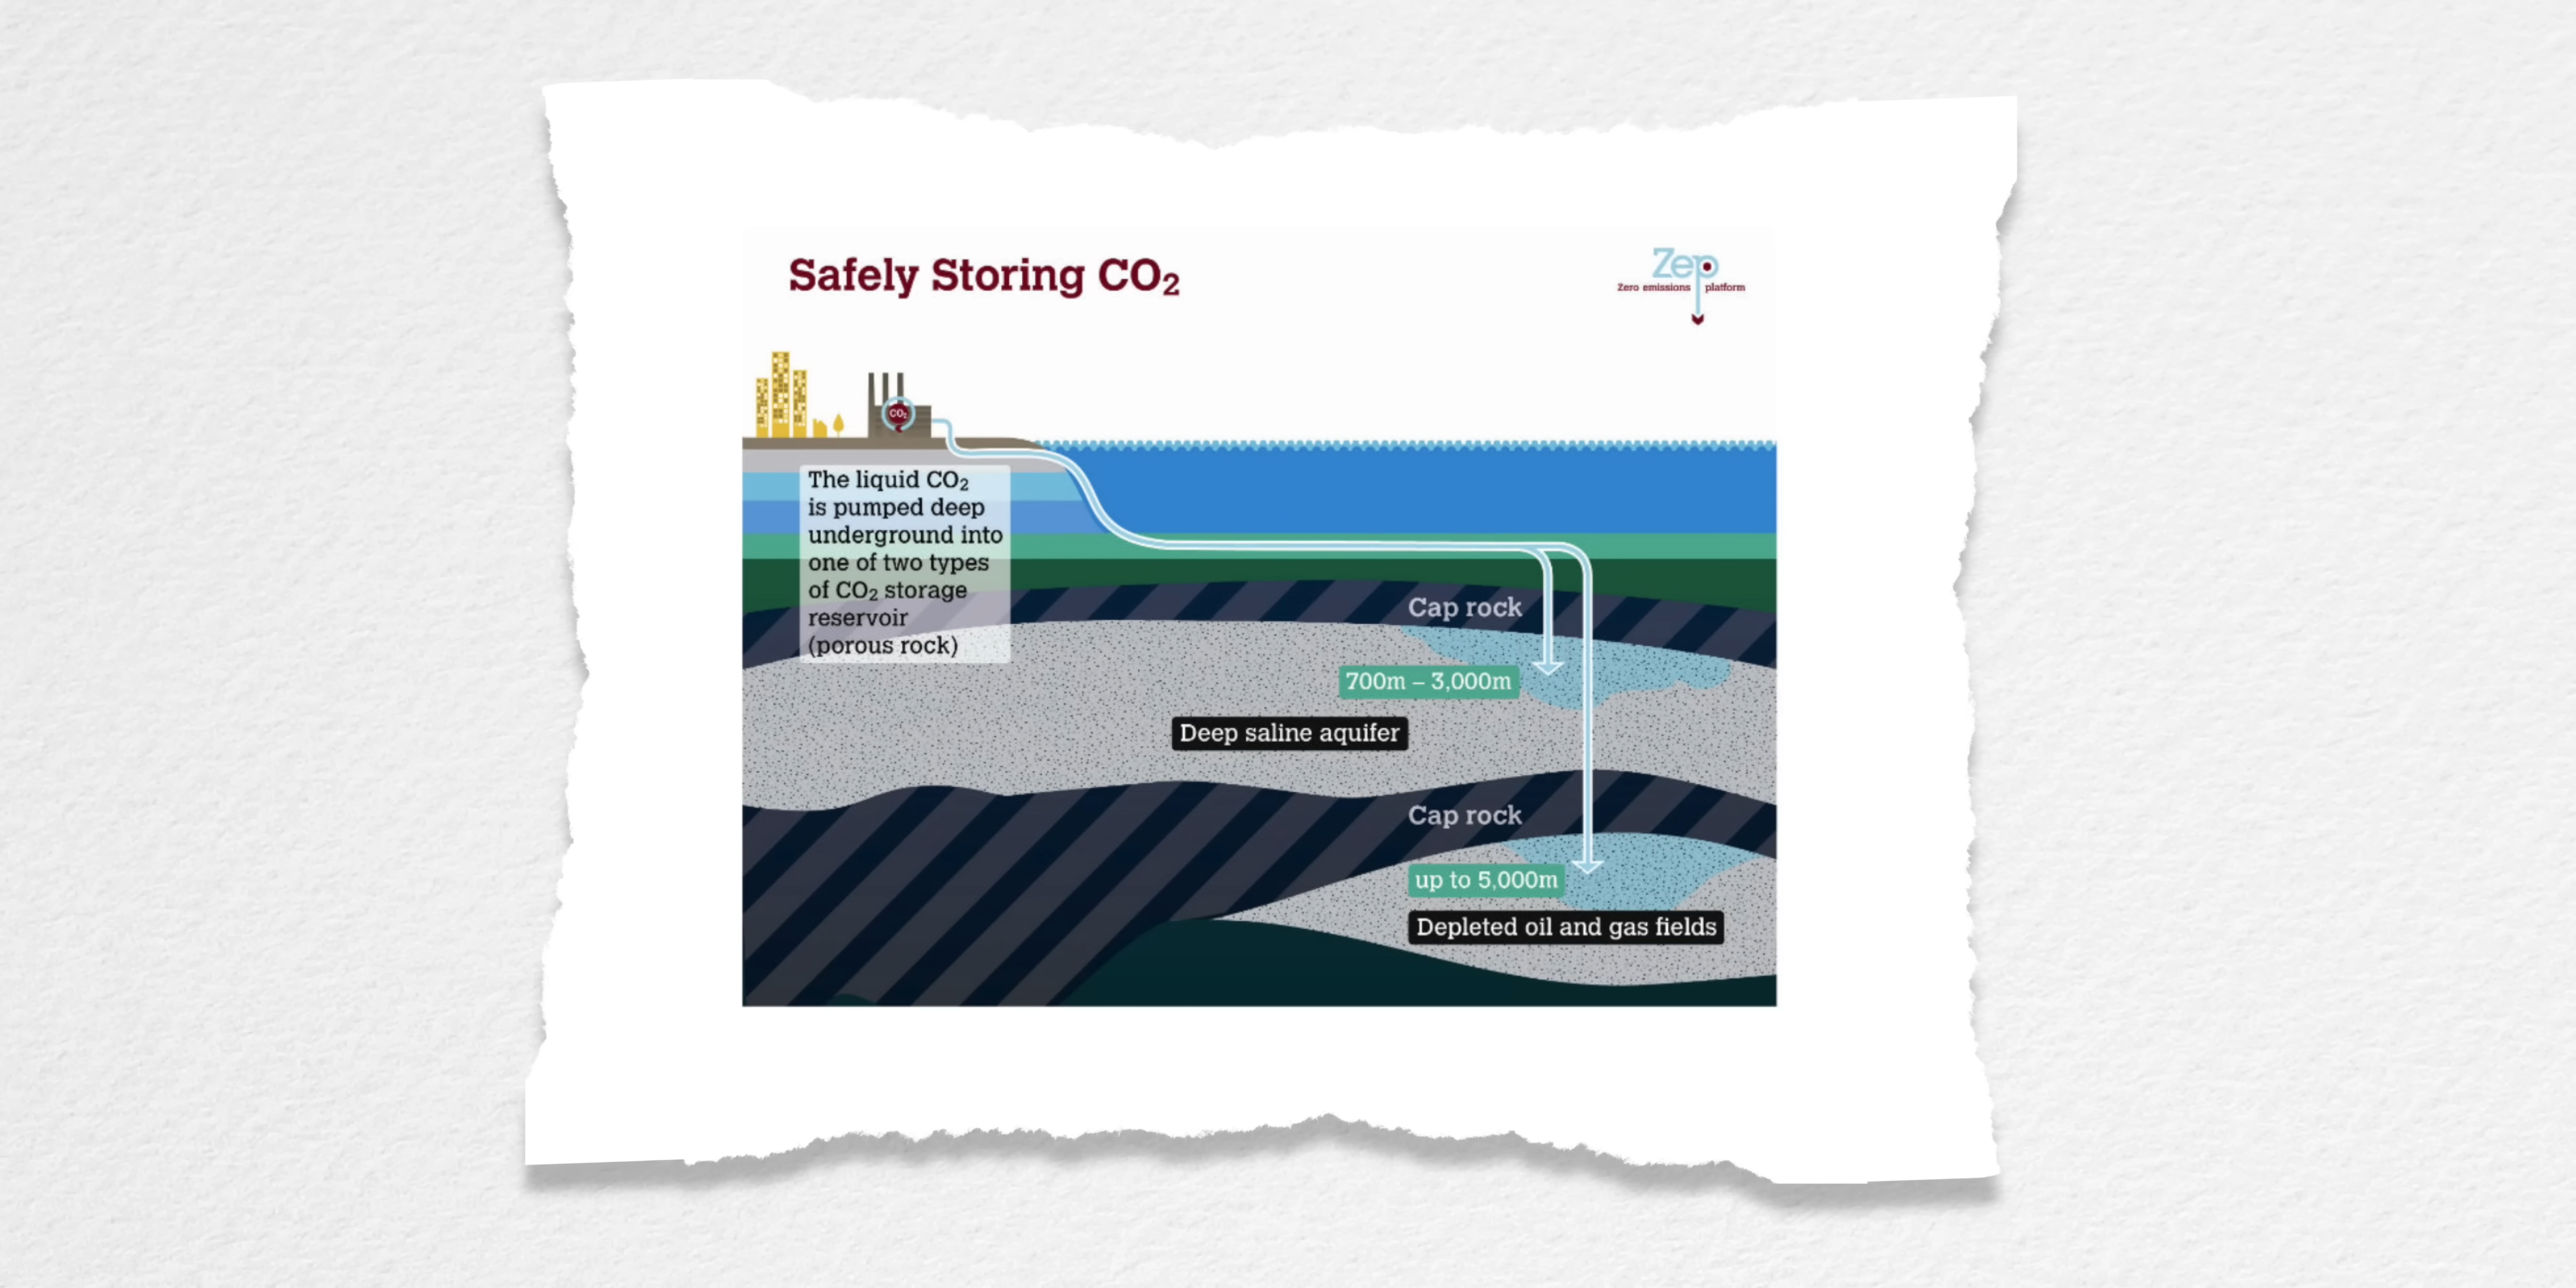 Safely Storing CO₂
Zep
Zero emissions platform
CO₂
The liquid CO₂
is pumped deep
underground into
one of two types
of CO₂ storage
reservoir
(porous rock)
Cap rock
700m – 3,000m
Deep saline aquifer
Cap rock
up to 5,000m
Depleted oil and gas fields